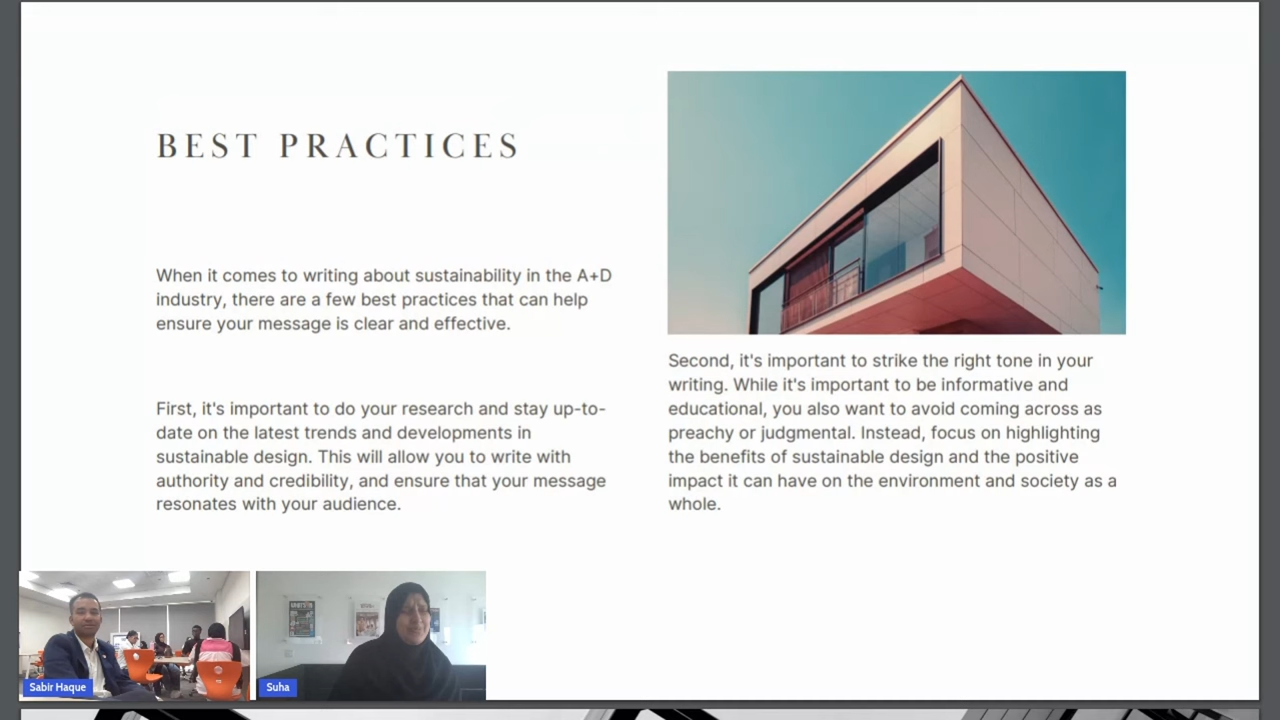 BEST PRACTICES
When it comes to writing about sustainability in the A+D
industry, there are a few best practices that can help
ensure your message is clear and effective.
First, it's important to do your research and stay up-to-
date on the latest trends and developments in
sustainable design. This will allow you to write with
authority and credibility, and ensure that your message
resonates with your audience.
Second, it's important to strike the right tone in your
writing. While it's important to be informative and
educational, you also want to avoid coming across as
preachy or judgmental. Instead, focus on highlighting
the benefits of sustainable design and the positive
impact it can have on the environment and society as a
whole.
Sabir Haque
Suha